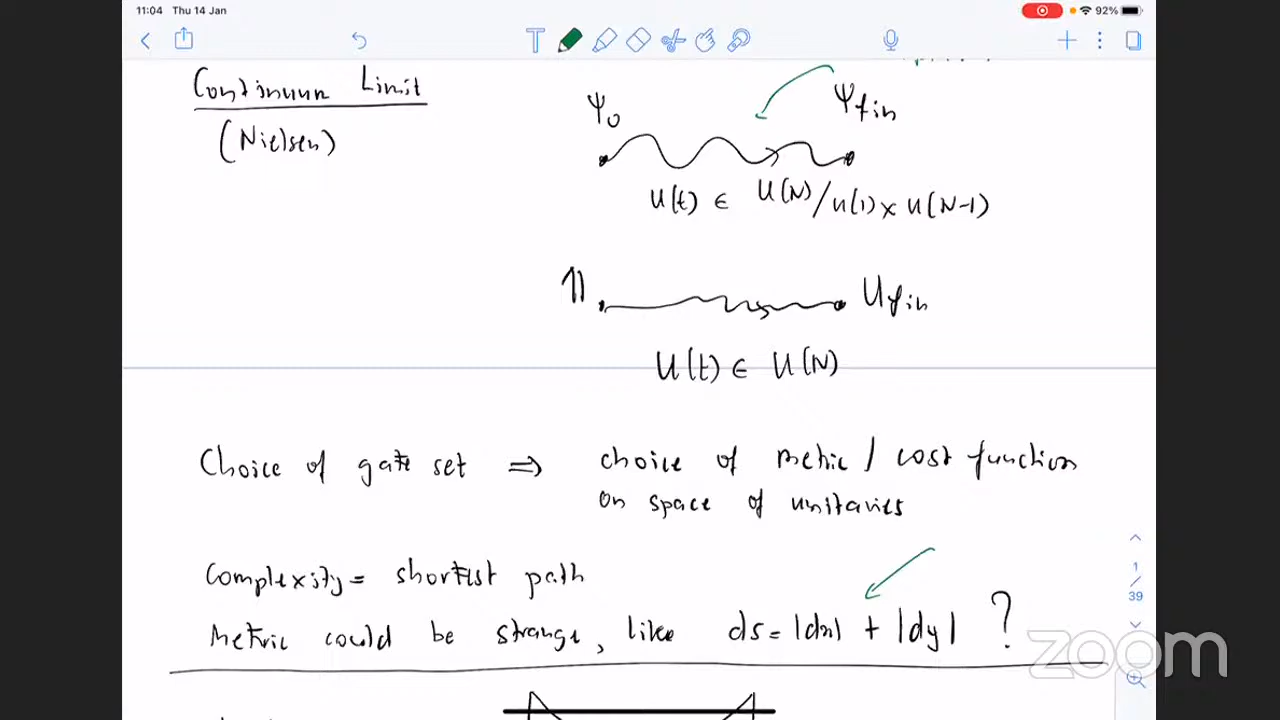 11:04 Thu 14 Jan
92%
Continuum Limit
(Nielsen)
Ψ₀
Ψfin
U(t) ∈ U(N)/U(1)×U(N-1)
𝟙
Ufin
U(t) ∈ U(N)
Choice of gate set ⇒ choice of metric / cost function
on space of unitaries
Complexity = shortest path
Metric could be strange, like ds = |dx| + |dy| ?
1
/
39
zoom